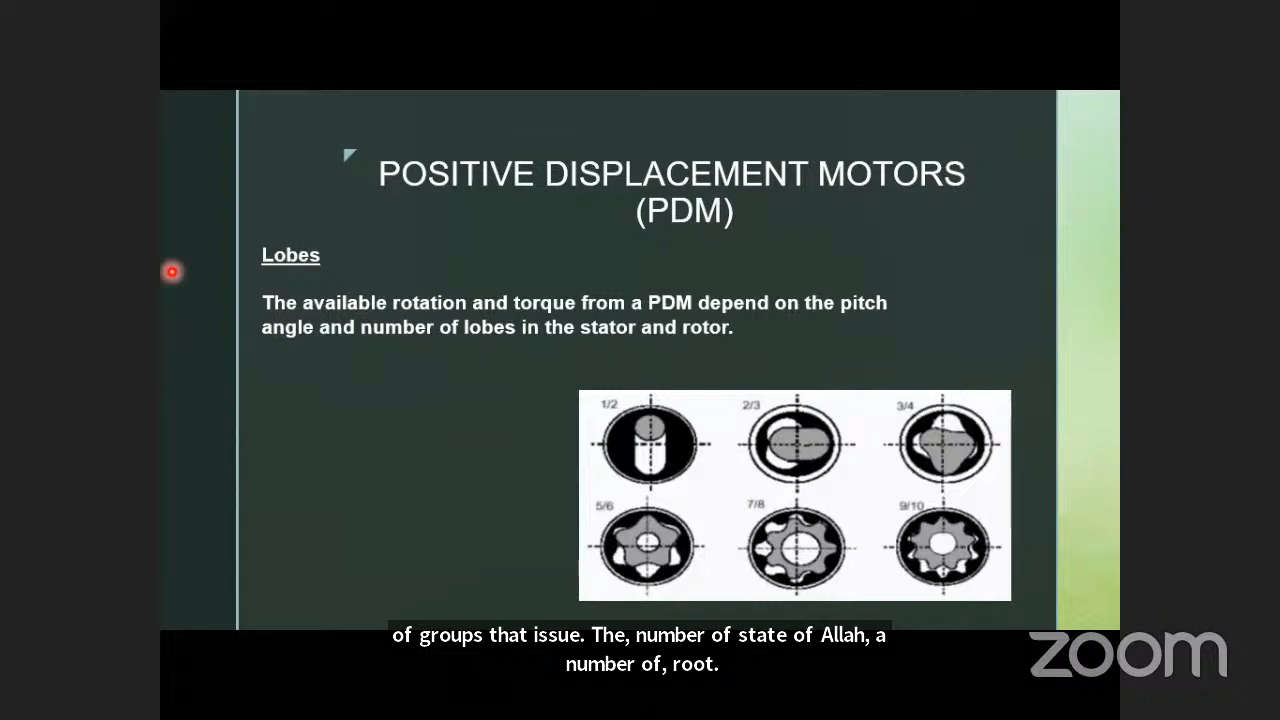 POSITIVE DISPLACEMENT MOTORS
(PDM)
Lobes
The available rotation and torque from a PDM depend on the pitch
angle and number of lobes in the stator and rotor.
1/2
2/3
3/4
5/6
7/8
9/10
of groups that issue. The, number of state of Allah, a
number of, root.
zoom